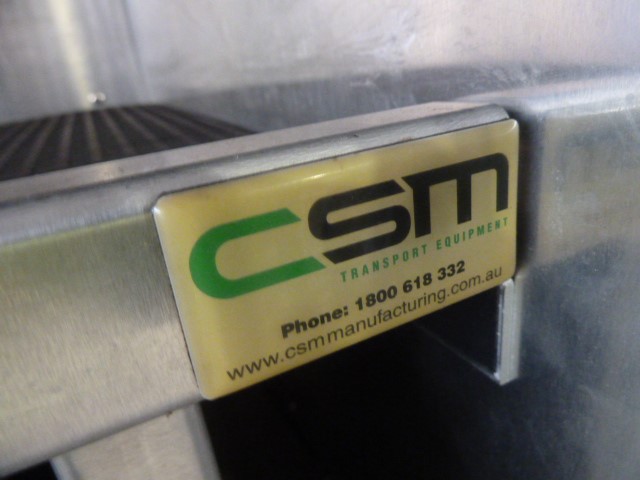 CSM
TRANSPORT EQUIPMENT
Phone: 1800 618 332
www.csmmanufacturing.com.au